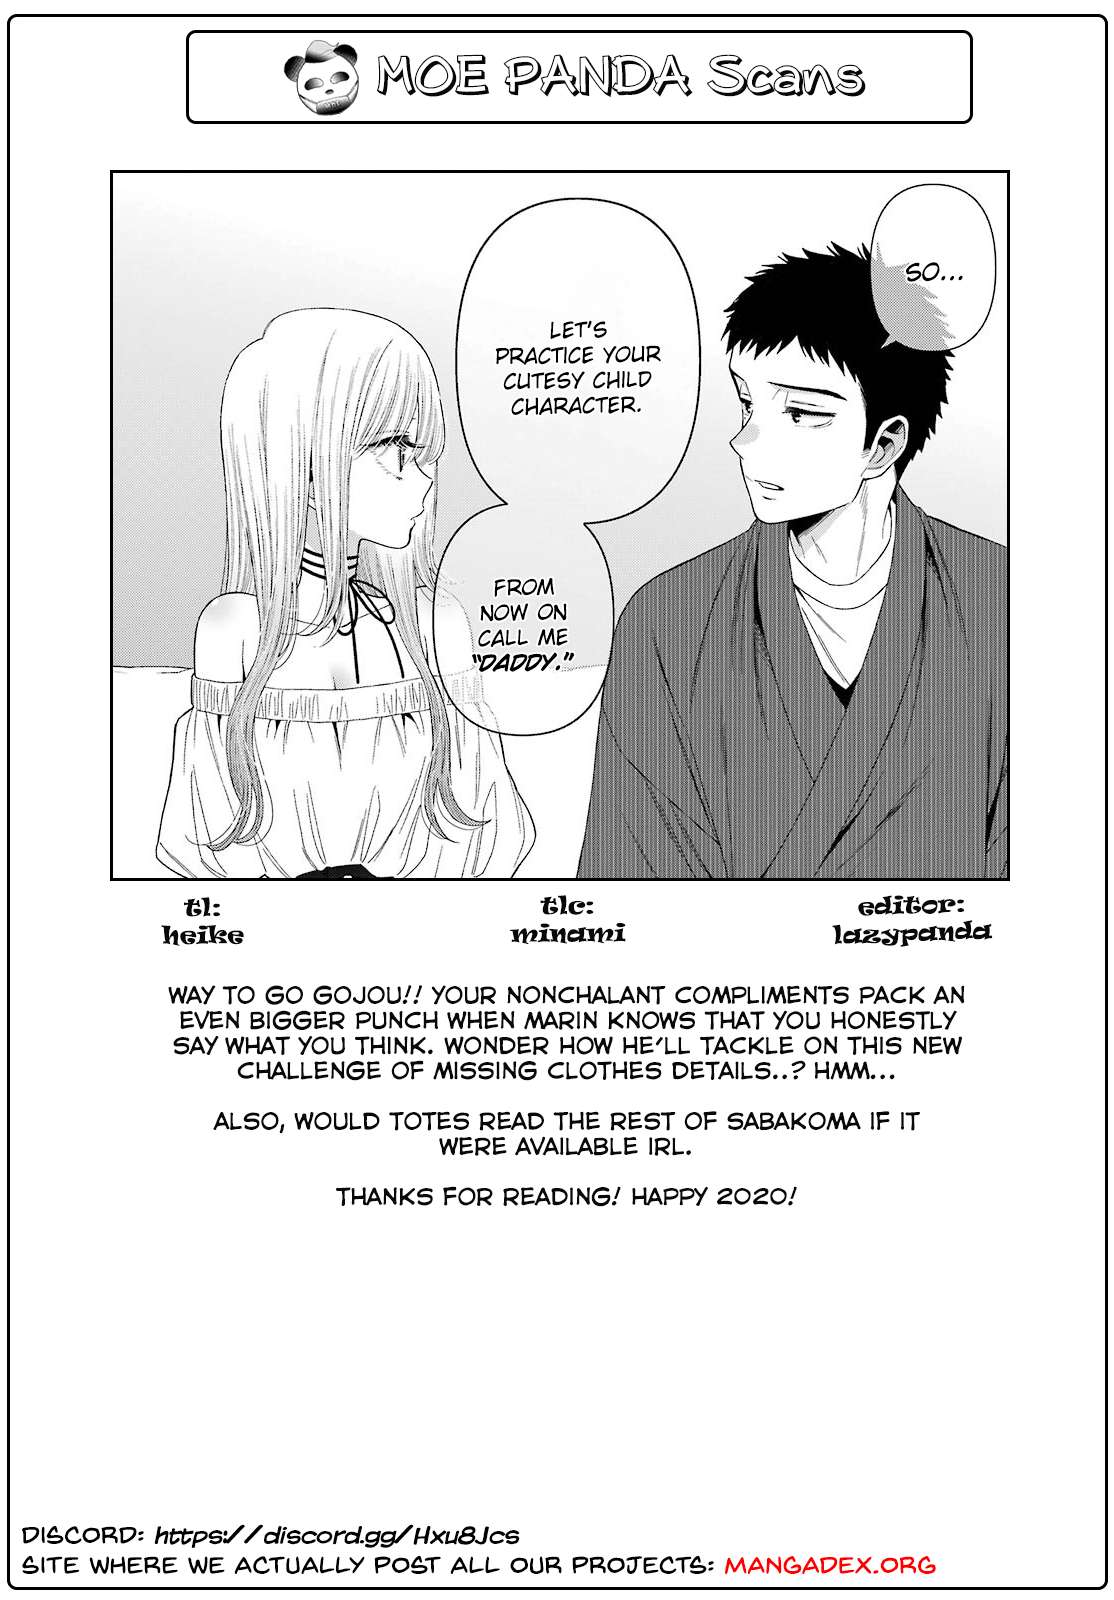 MOE PANDA Scans
SO...
LET'S
PRACTICE YOUR
CUTESY CHILD
CHARACTER.
FROM
NOW ON
CALL ME
"DADDY."
tl:
heike
tlc:
minami
editor:
lazypanda
WAY TO GO GOJOU!! YOUR NONCHALANT COMPLIMENTS PACK AN
EVEN BIGGER PUNCH WHEN MARIN KNOWS THAT YOU HONESTLY
SAY WHAT YOU THINK. WONDER HOW HE'LL TACKLE ON THIS NEW
CHALLENGE OF MISSING CLOTHES DETAILS..? HMM...
ALSO, WOULD TOTES READ THE REST OF SABAKOMA IF IT
WERE AVAILABLE IRL.
THANKS FOR READING! HAPPY 2020!
DISCORD: https://discord.gg/Hxu8Jcs
SITE WHERE WE ACTUALLY POST ALL OUR PROJECTS: MANGADEX.ORG